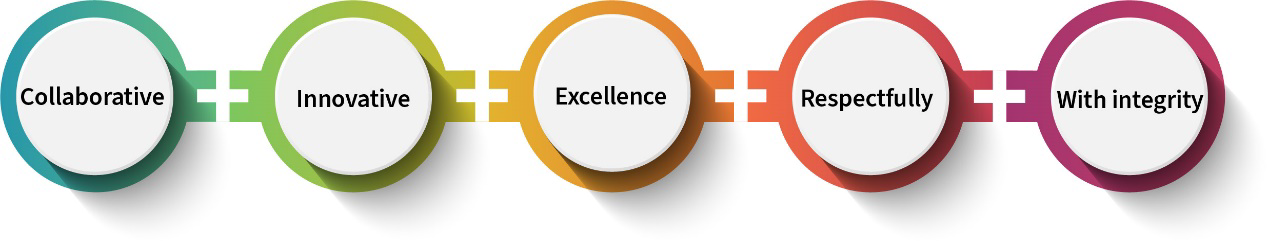 Collaborative
Innovative
Excellence
Respectfully
With integrity